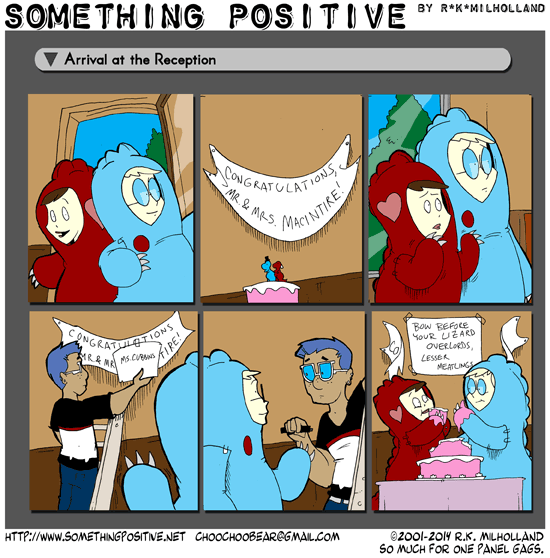 SOMETHING POSITIVE BY R*K*MILHOLLAND
Arrival at the Reception
CONGRATULATIONS,
MR. & MRS. MACINTIRE!
CONGRATULATIONS
MR. & MR MS. CUBBINS TIRE!
BOW BEFORE
YOUR LIZARD
OVERLORDS,
LESSER
MEATLINGS
HTTP://WWW.SOMETHINGPOSITIVE.NET CHOOCHOOBEAR@GMAIL.COM ©2001-2014 R.K. MILHOLLAND
SO MUCH FOR ONE PANEL GAGS.